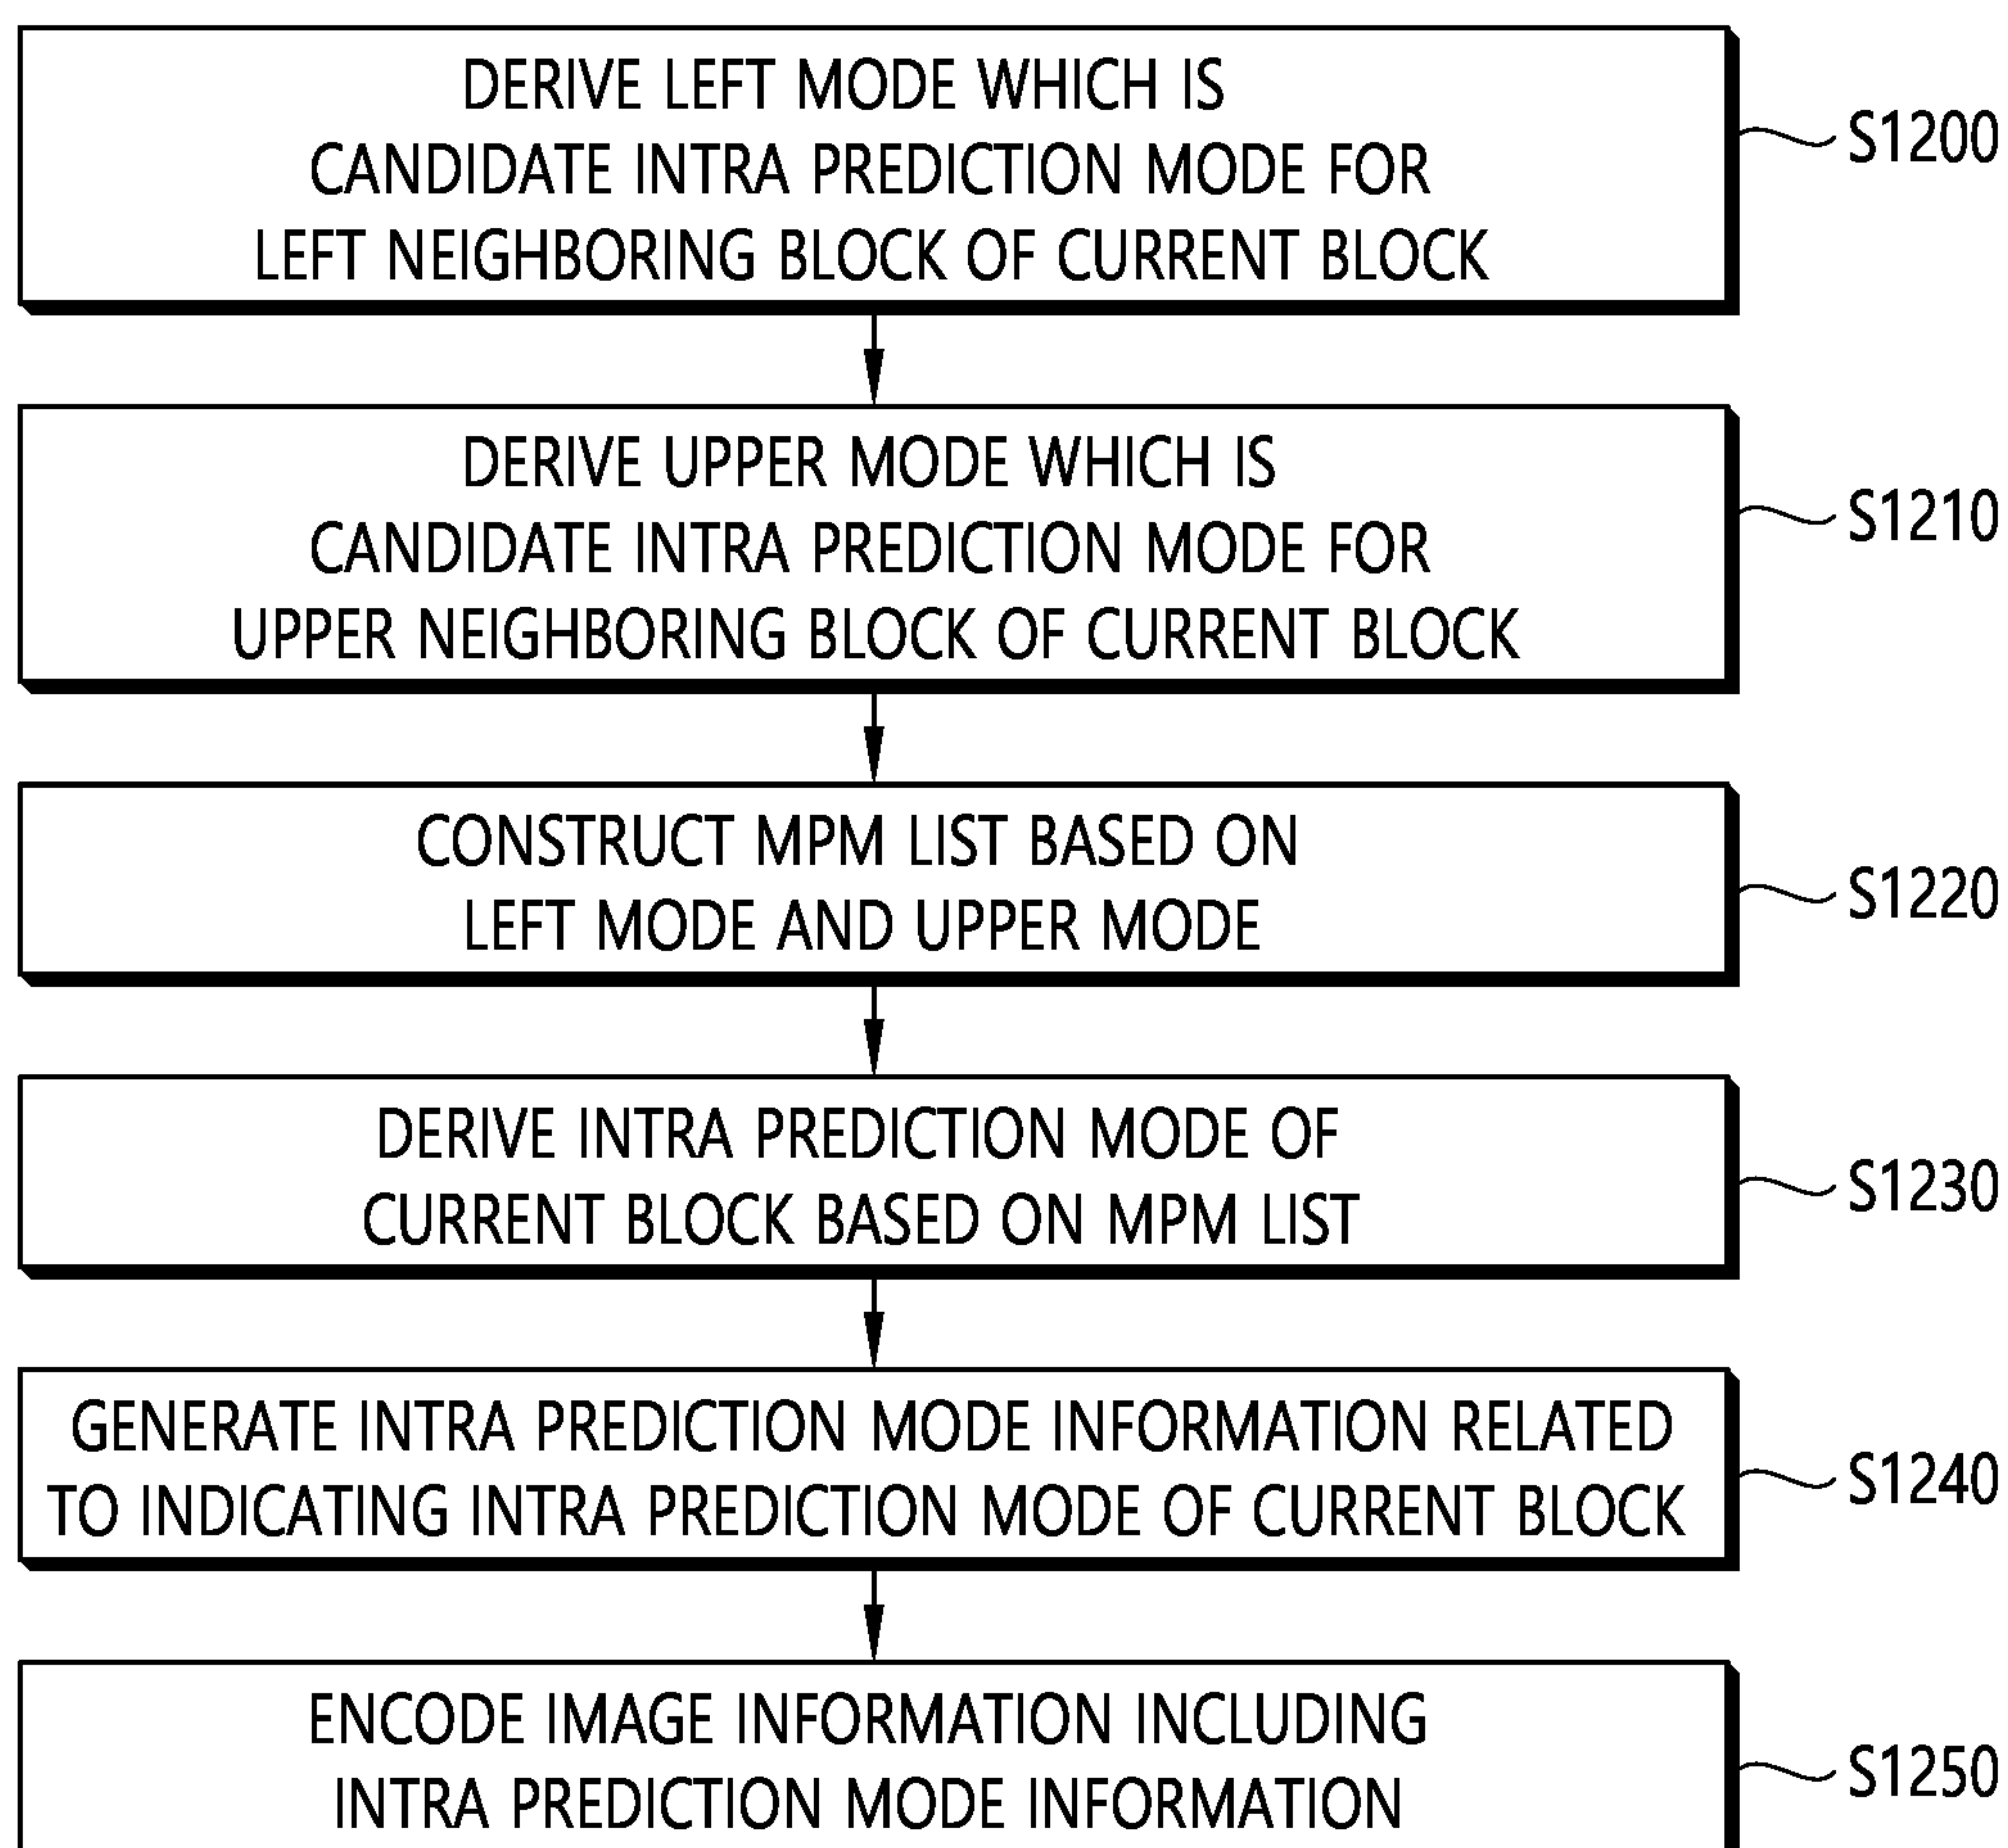 DERIVE LEFT MODE WHICH IS
CANDIDATE INTRA PREDICTION MODE FOR
LEFT NEIGHBORING BLOCK OF CURRENT BLOCK
S1200
DERIVE UPPER MODE WHICH IS
CANDIDATE INTRA PREDICTION MODE FOR
UPPER NEIGHBORING BLOCK OF CURRENT BLOCK
S1210
CONSTRUCT MPM LIST BASED ON
LEFT MODE AND UPPER MODE
S1220
DERIVE INTRA PREDICTION MODE OF
CURRENT BLOCK BASED ON MPM LIST
S1230
GENERATE INTRA PREDICTION MODE INFORMATION RELATED
TO INDICATING INTRA PREDICTION MODE OF CURRENT BLOCK
S1240
ENCODE IMAGE INFORMATION INCLUDING
INTRA PREDICTION MODE INFORMATION
S1250